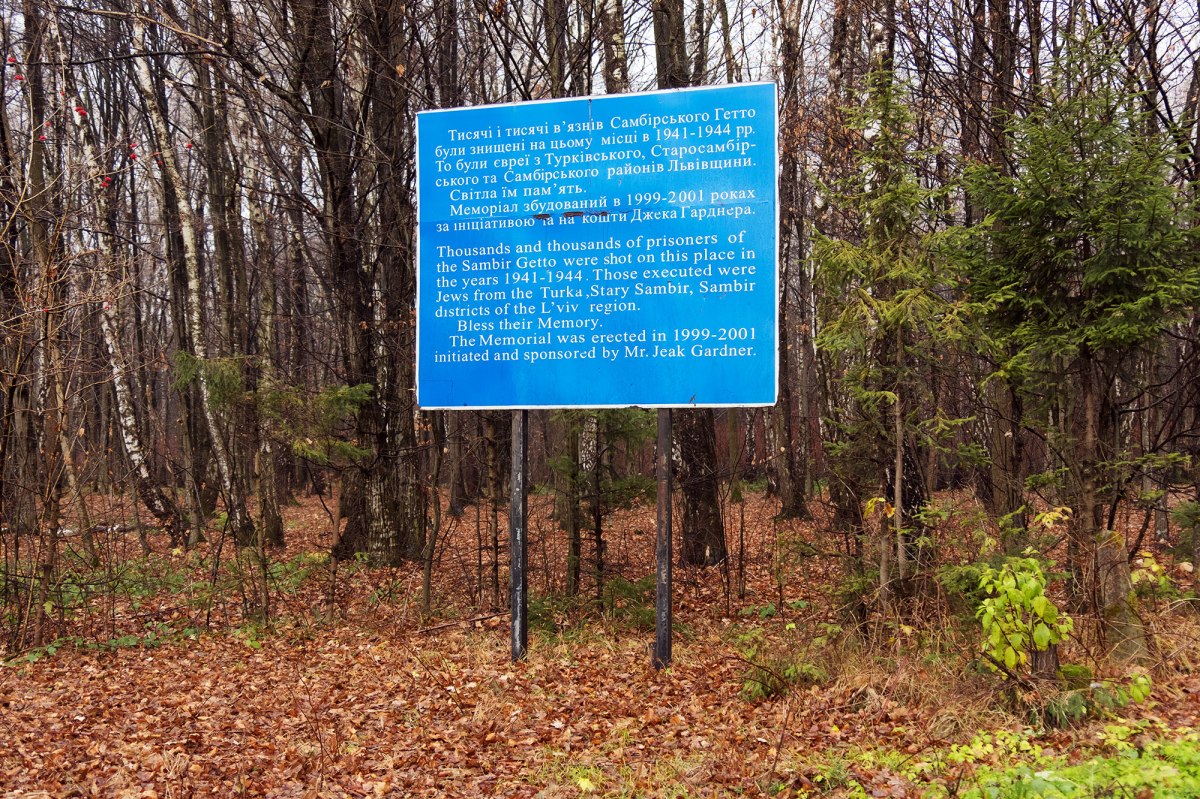 Тисячі і тисячі в’язнів Самбірського Гетто
були знищені на цьому місці в 1941-1944 рр.
То були євреї з Турківського, Старосамбір-
ського та Самбірського районів Львівщини.
Світла їм пам’ять.
Меморіал збудований в 1999-2001 роках
за ініціативою та на кошти Джека Гарднера.
Thousands and thousands of prisoners of
the Sambir Getto were shot on this place in
the years 1941-1944. Those executed were
Jews from the Turka ,Stary Sambir, Sambir
districts of the L’viv region.
Bless their Memory.
The Memorial was erected in 1999-2001
initiated and sponsored by Mr. Jeak Gardner.